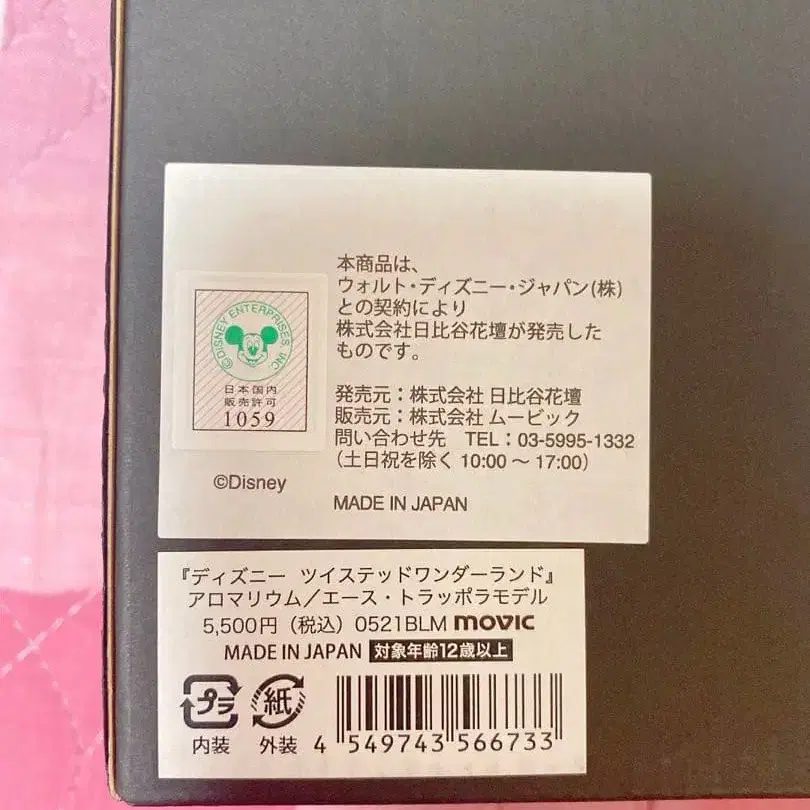 本商品は、
ウォルト・ディズニー・ジャパン(株)
との契約により
株式会社日比谷花壇が発売した
ものです。
©DISNEY ENTERPRISES, INC
日本国内
販売許可
1059
発売元：株式会社 日比谷花壇
販売元：株式会社 ムービック
問い合わせ先 TEL：03-5995-1332
(土日祝を除く 10:00 〜 17:00)
©Disney
MADE IN JAPAN
『ディズニー ツイステッドワンダーランド』
アロマリウム／エース・トラッポラモデル
5,500円（税込）0521BLM movic
MADE IN JAPAN 対象年齢12歳以上
プラ 紙
内装 外装
4 549743 566733